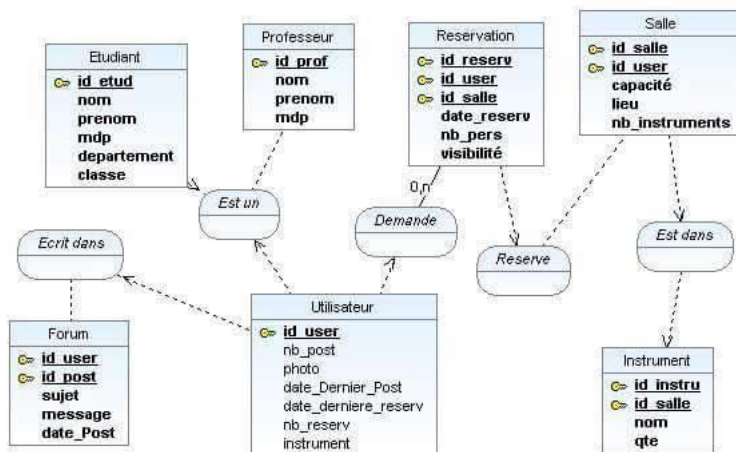 Etudiant
id_etud
nom
prenom
mdp
departement
classe
Professeur
id_prof
nom
prenom
mdp
Reservation
id_reserv
id_user
id_salle
date_reserv
nb_pers
visibilité
Salle
id_salle
id_user
capacité
lieu
nb_instruments
0,n
Est un
Demande
Ecrit dans
Reserve
Est dans
Forum
id_user
id_post
sujet
message
date_Post
Utilisateur
id_user
nb_post
photo
date_Dernier_Post
date_derniere_reserv
nb_reserv
instrument
Instrument
id_instru
id_salle
nom
qte